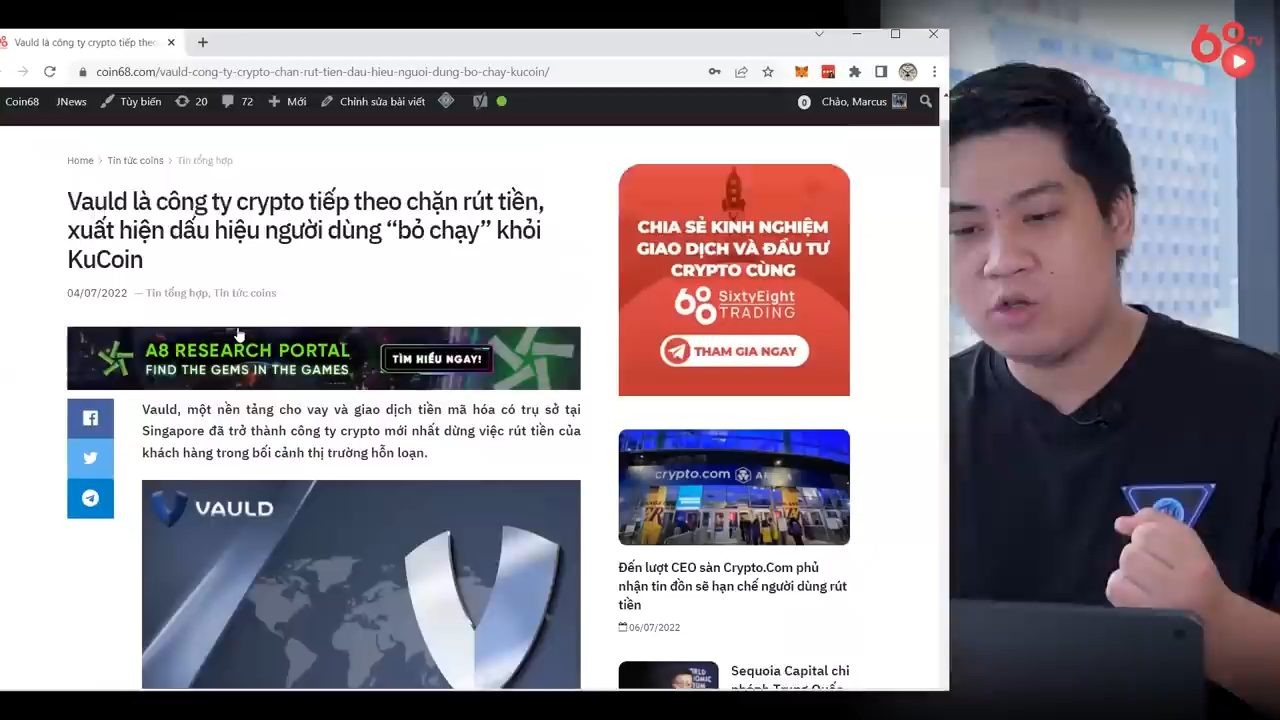 Vauld là công ty crypto tiếp theo
coin68.com/vauld-cong-ty-crypto-chan-rut-tien-dau-hieu-nguoi-dung-bo-chay-kucoin/
Coin68 JNews Tùy biến 20 72 Mới Chỉnh sửa bài viết 0 Chào, Marcus
Home > Tin tức coins > Tin tổng hợp
Vauld là công ty crypto tiếp theo chặn rút tiền,
xuất hiện dấu hiệu người dùng “bỏ chạy” khỏi
KuCoin
04/07/2022 — Tin tổng hợp, Tin tức coins
A8 RESEARCH PORTAL
FIND THE GEMS IN THE GAMES
TÌM HIỂU NGAY!
Vauld, một nền tảng cho vay và giao dịch tiền mã hóa có trụ sở tại
Singapore đã trở thành công ty crypto mới nhất dừng việc rút tiền của
khách hàng trong bối cảnh thị trường hỗn loạn.
VAULD
CHIA SẺ KINH NGHIỆM
GIAO DỊCH VÀ ĐẦU TƯ
CRYPTO CÙNG
68 SixtyEight
TRADING
THAM GIA NGAY
crypto.com
Đến lượt CEO sàn Crypto.Com phủ
nhận tin đồn sẽ hạn chế người dùng rút
tiền
06/07/2022
Sequoia Capital chi
nhánh Trung Quốc
68
TV